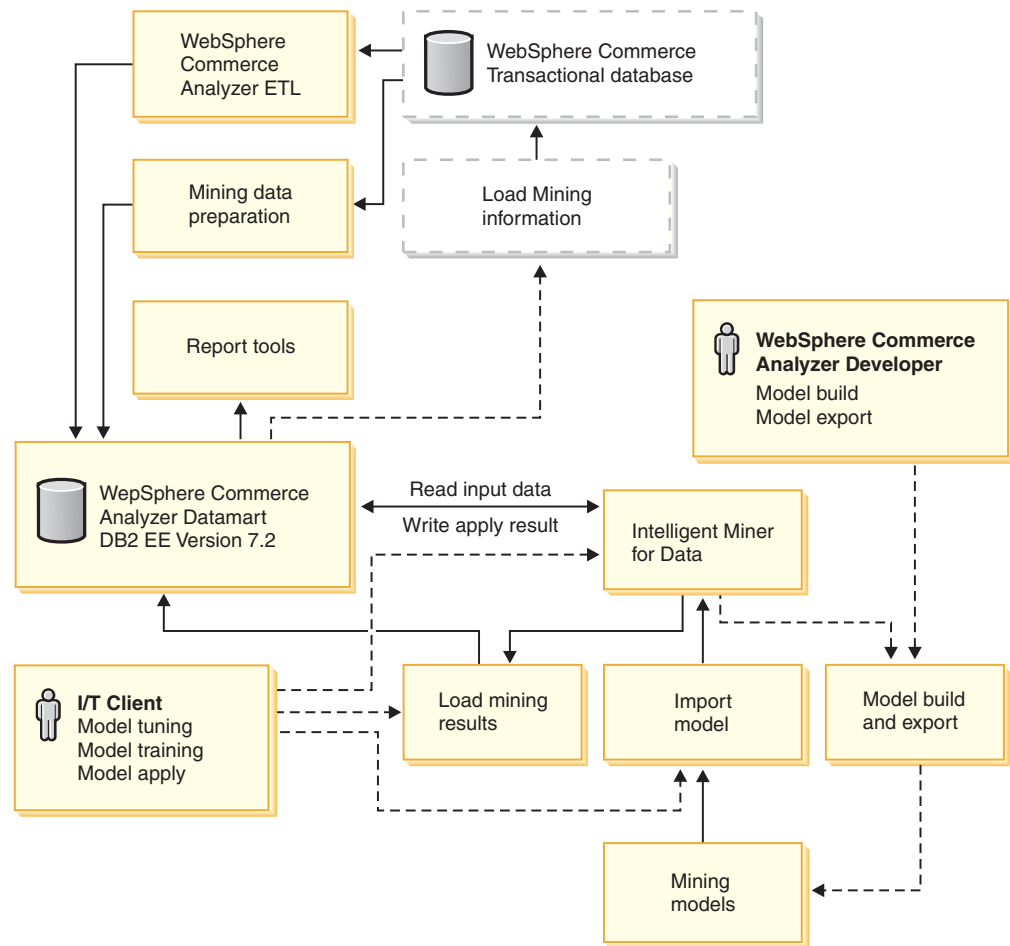 WebSphere
Commerce
Analyzer ETL
WebSphere Commerce
Transactional database
Mining data
preparation
Load Mining
information
Report tools
WebSphere Commerce
Analyzer Developer
Model build
Model export
WepSphere Commerce
Analyzer Datamart
DB2 EE Version 7.2
Read input data
Write apply result
Intelligent Miner
for Data
I/T Client
Model tuning
Model training
Model apply
Load mining
results
Import
model
Model build
and export
Mining
models